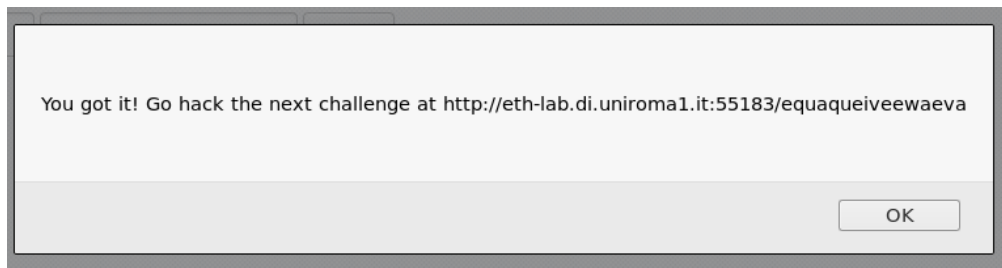 You got it! Go hack the next challenge at http://eth-lab.di.uniroma1.it:55183/equaqueiveewaeva
OK